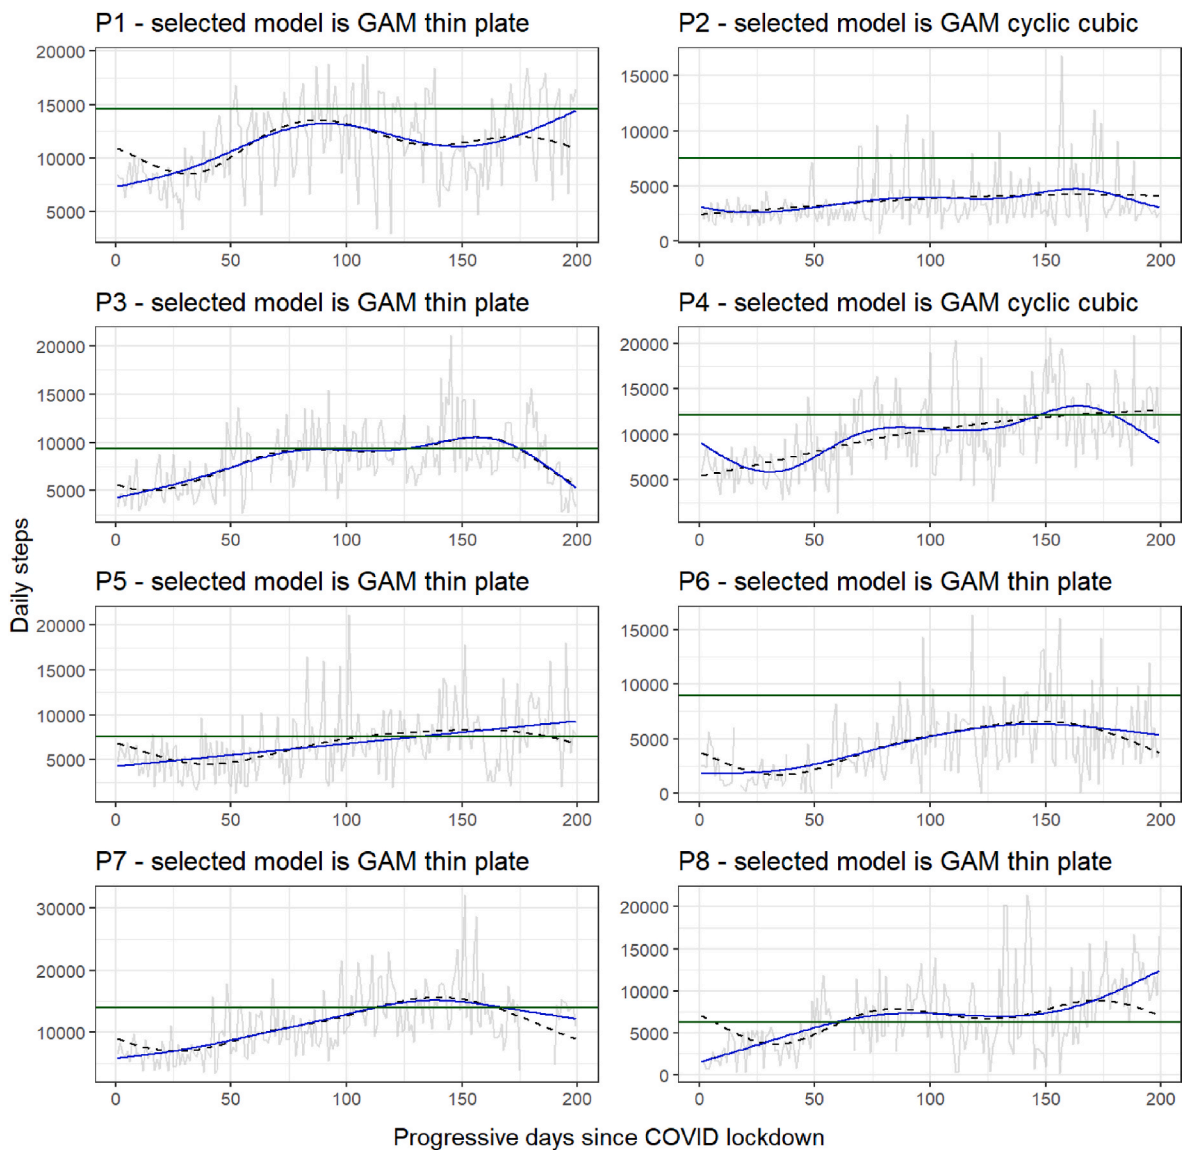 P1 - selected model is GAM thin plate
20000
15000
10000
5000
0 50 100 150 200
P2 - selected model is GAM cyclic cubic
15000
10000
5000
0
0 50 100 150 200
P3 - selected model is GAM thin plate
20000
15000
10000
5000
0 50 100 150 200
P4 - selected model is GAM cyclic cubic
20000
15000
10000
5000
0 50 100 150 200
Daily steps
P5 - selected model is GAM thin plate
20000
15000
10000
5000
0 50 100 150 200
P6 - selected model is GAM thin plate
15000
10000
5000
0
0 50 100 150 200
P7 - selected model is GAM thin plate
30000
20000
10000
0 50 100 150 200
P8 - selected model is GAM thin plate
20000
15000
10000
5000
0
0 50 100 150 200
Progressive days since COVID lockdown